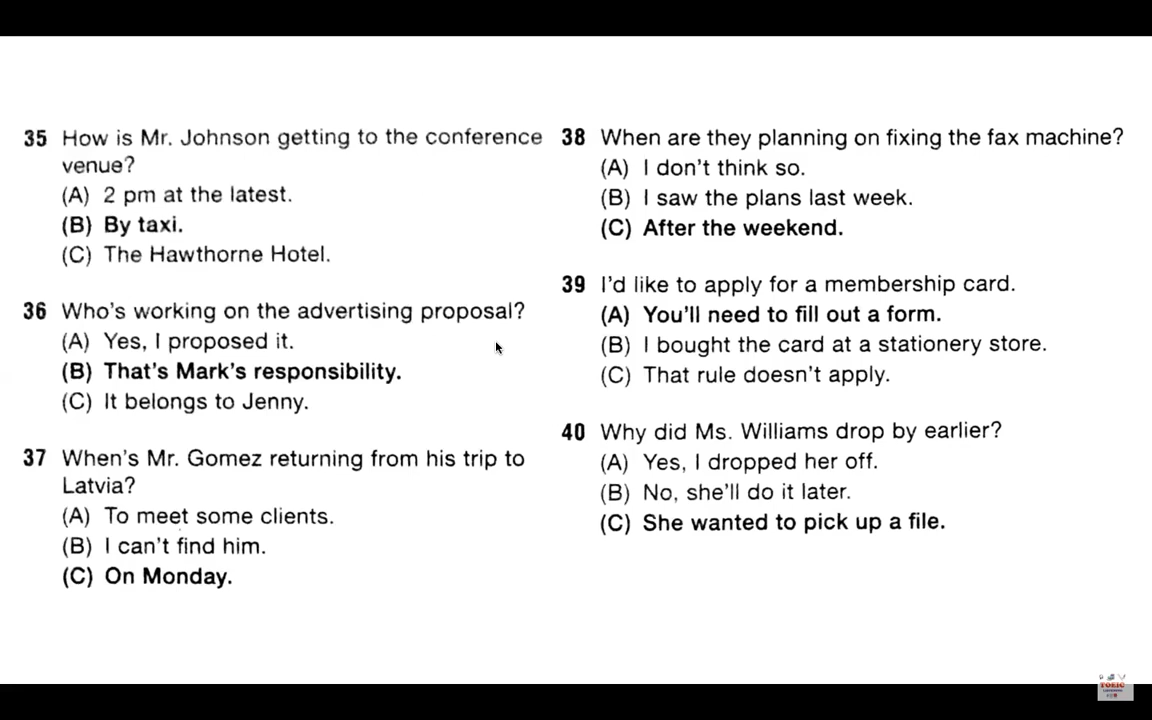 35 How is Mr. Johnson getting to the conference
venue?
(A) 2 pm at the latest.
(B) By taxi.
(C) The Hawthorne Hotel.
36 Who's working on the advertising proposal?
(A) Yes, I proposed it.
(B) That's Mark's responsibility.
(C) It belongs to Jenny.
37 When's Mr. Gomez returning from his trip to
Latvia?
(A) To meet some clients.
(B) I can't find him.
(C) On Monday.
38 When are they planning on fixing the fax machine?
(A) I don't think so.
(B) I saw the plans last week.
(C) After the weekend.
39 I'd like to apply for a membership card.
(A) You'll need to fill out a form.
(B) I bought the card at a stationery store.
(C) That rule doesn't apply.
40 Why did Ms. Williams drop by earlier?
(A) Yes, I dropped her off.
(B) No, she'll do it later.
(C) She wanted to pick up a file.
TOEIC